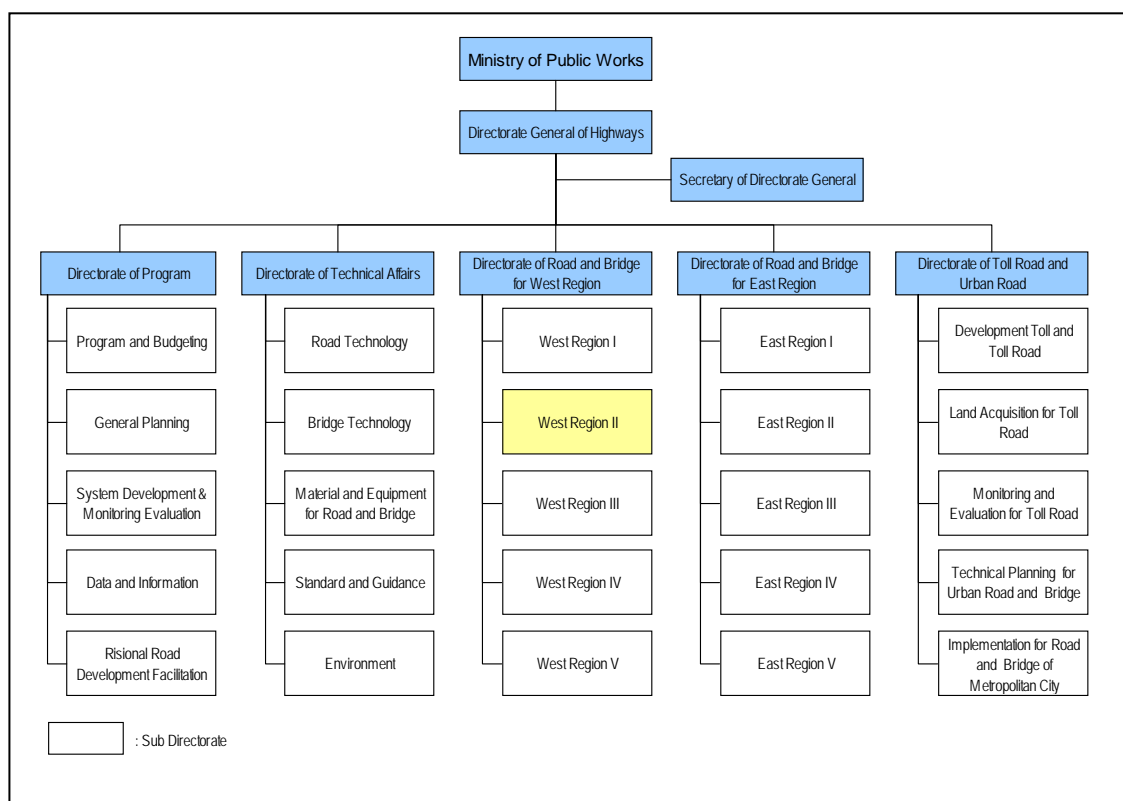 Ministry of Public Works
Directorate General of Highways
Secretary of Directorate General
Directorate of Program
Program and Budgeting
General Planning
System Development &
Monitoring Evaluation
Data and Information
Risional Road
Development Facilitation
Directorate of Technical Affairs
Road Technology
Bridge Technology
Material and Equipment
for Road and Bridge
Standard and Guidance
Environment
Directorate of Road and Bridge
for West Region
West Region I
West Region II
West Region III
West Region IV
West Region V
Directorate of Road and Bridge
for East Region
East Region I
East Region II
East Region III
East Region IV
East Region V
Directorate of Toll Road and
Urban Road
Development Toll and
Toll Road
Land Acquisition for Toll
Road
Monitoring and
Evaluation for Toll Road
Technical Planning for
Urban Road and Bridge
Implementation for Road
and Bridge of
Metropolitan City
: Sub Directorate